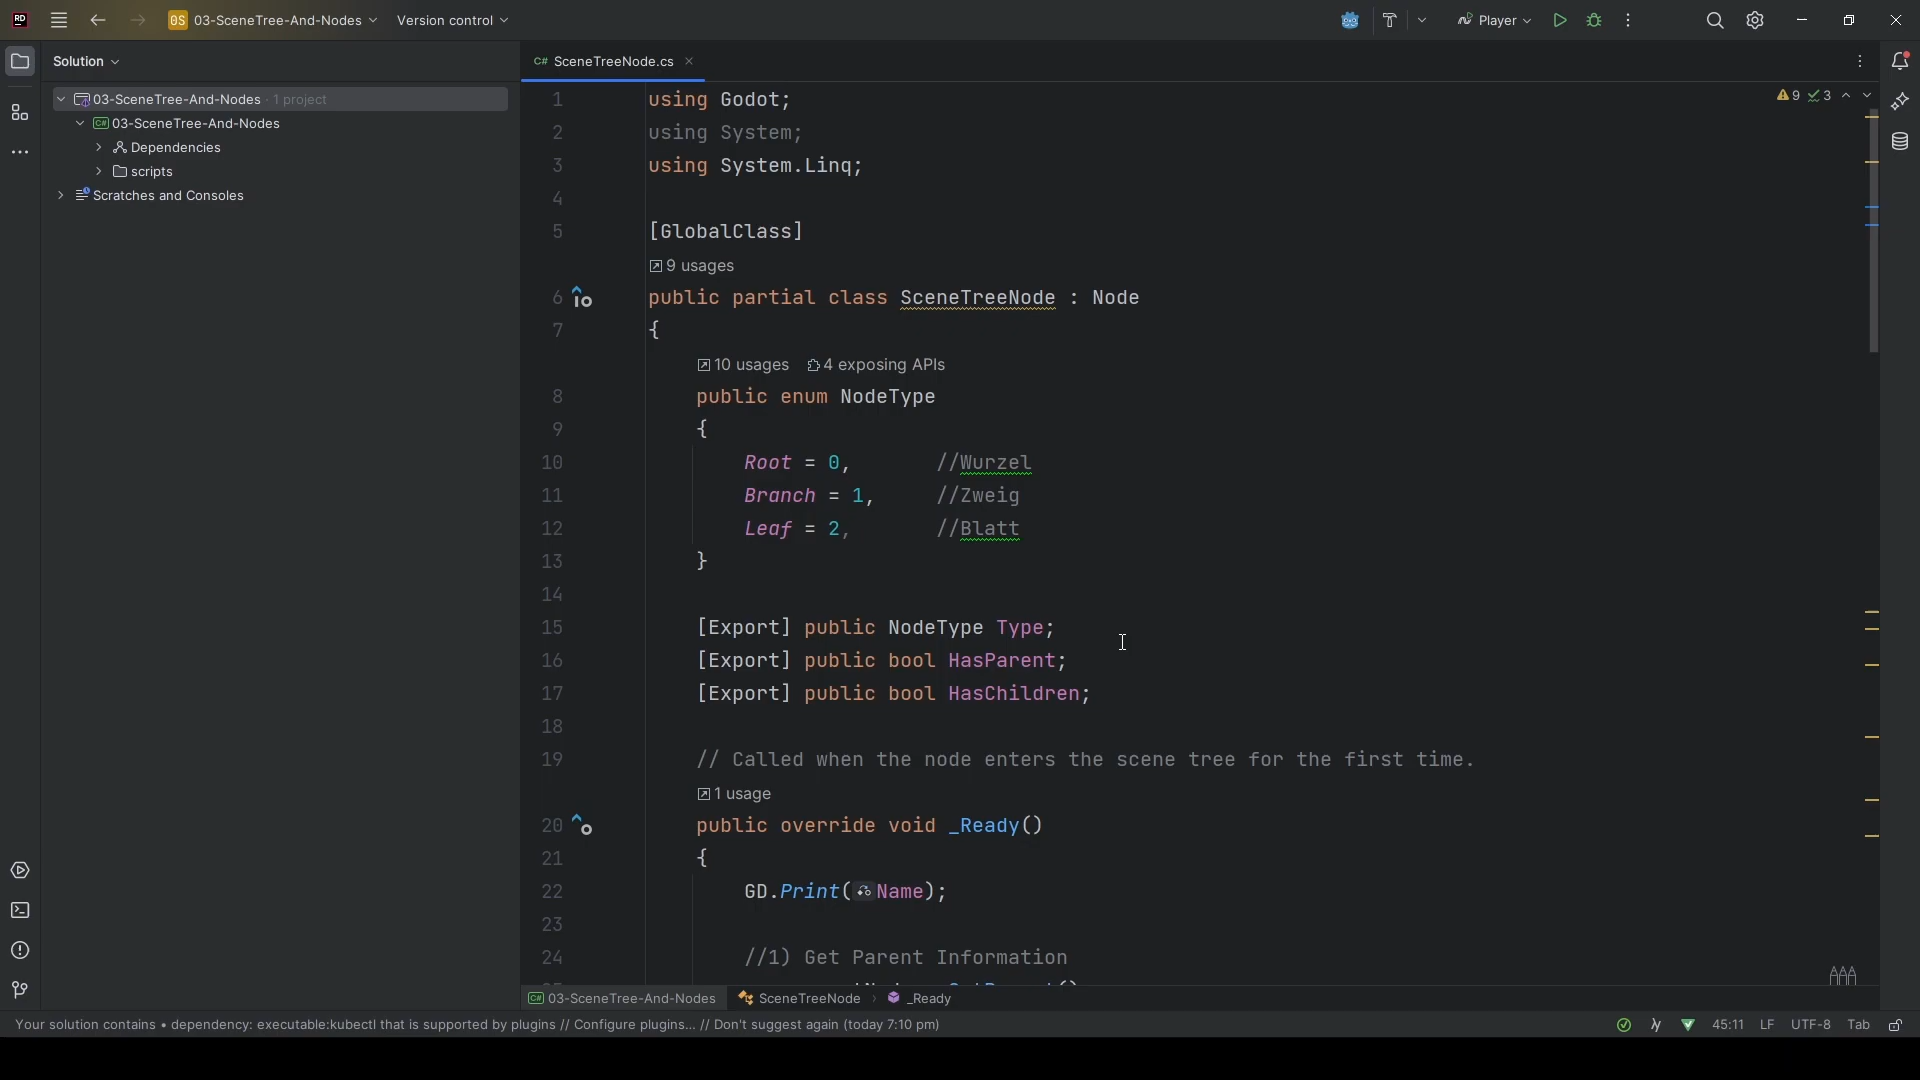 03-SceneTree-And-Nodes
Version control
Player
Solution
SceneTreeNode.cs
03-SceneTree-And-Nodes · 1 project
03-SceneTree-And-Nodes
Dependencies
scripts
Scratches and Consoles
9 3
1 using Godot;
2 using System;
3 using System.Linq;
4
5 [GlobalClass]
9 usages
6 public partial class SceneTreeNode : Node
7 {
10 usages 4 exposing APIs
8 public enum NodeType
9 {
10 Root = 0, //Wurzel
11 Branch = 1, //Zweig
12 Leaf = 2, //Blatt
13 }
14
15 [Export] public NodeType Type;
16 [Export] public bool HasParent;
17 [Export] public bool HasChildren;
18
19 // Called when the node enters the scene tree for the first time.
1 usage
20 public override void _Ready()
21 {
22 GD.Print(Name);
23
24 //1) Get Parent Information
03-SceneTree-And-Nodes SceneTreeNode _Ready
Your solution contains • dependency: executable:kubectl that is supported by plugins // Configure plugins... // Don't suggest again (today 7:10 pm)
45:11 LF UTF-8 Tab